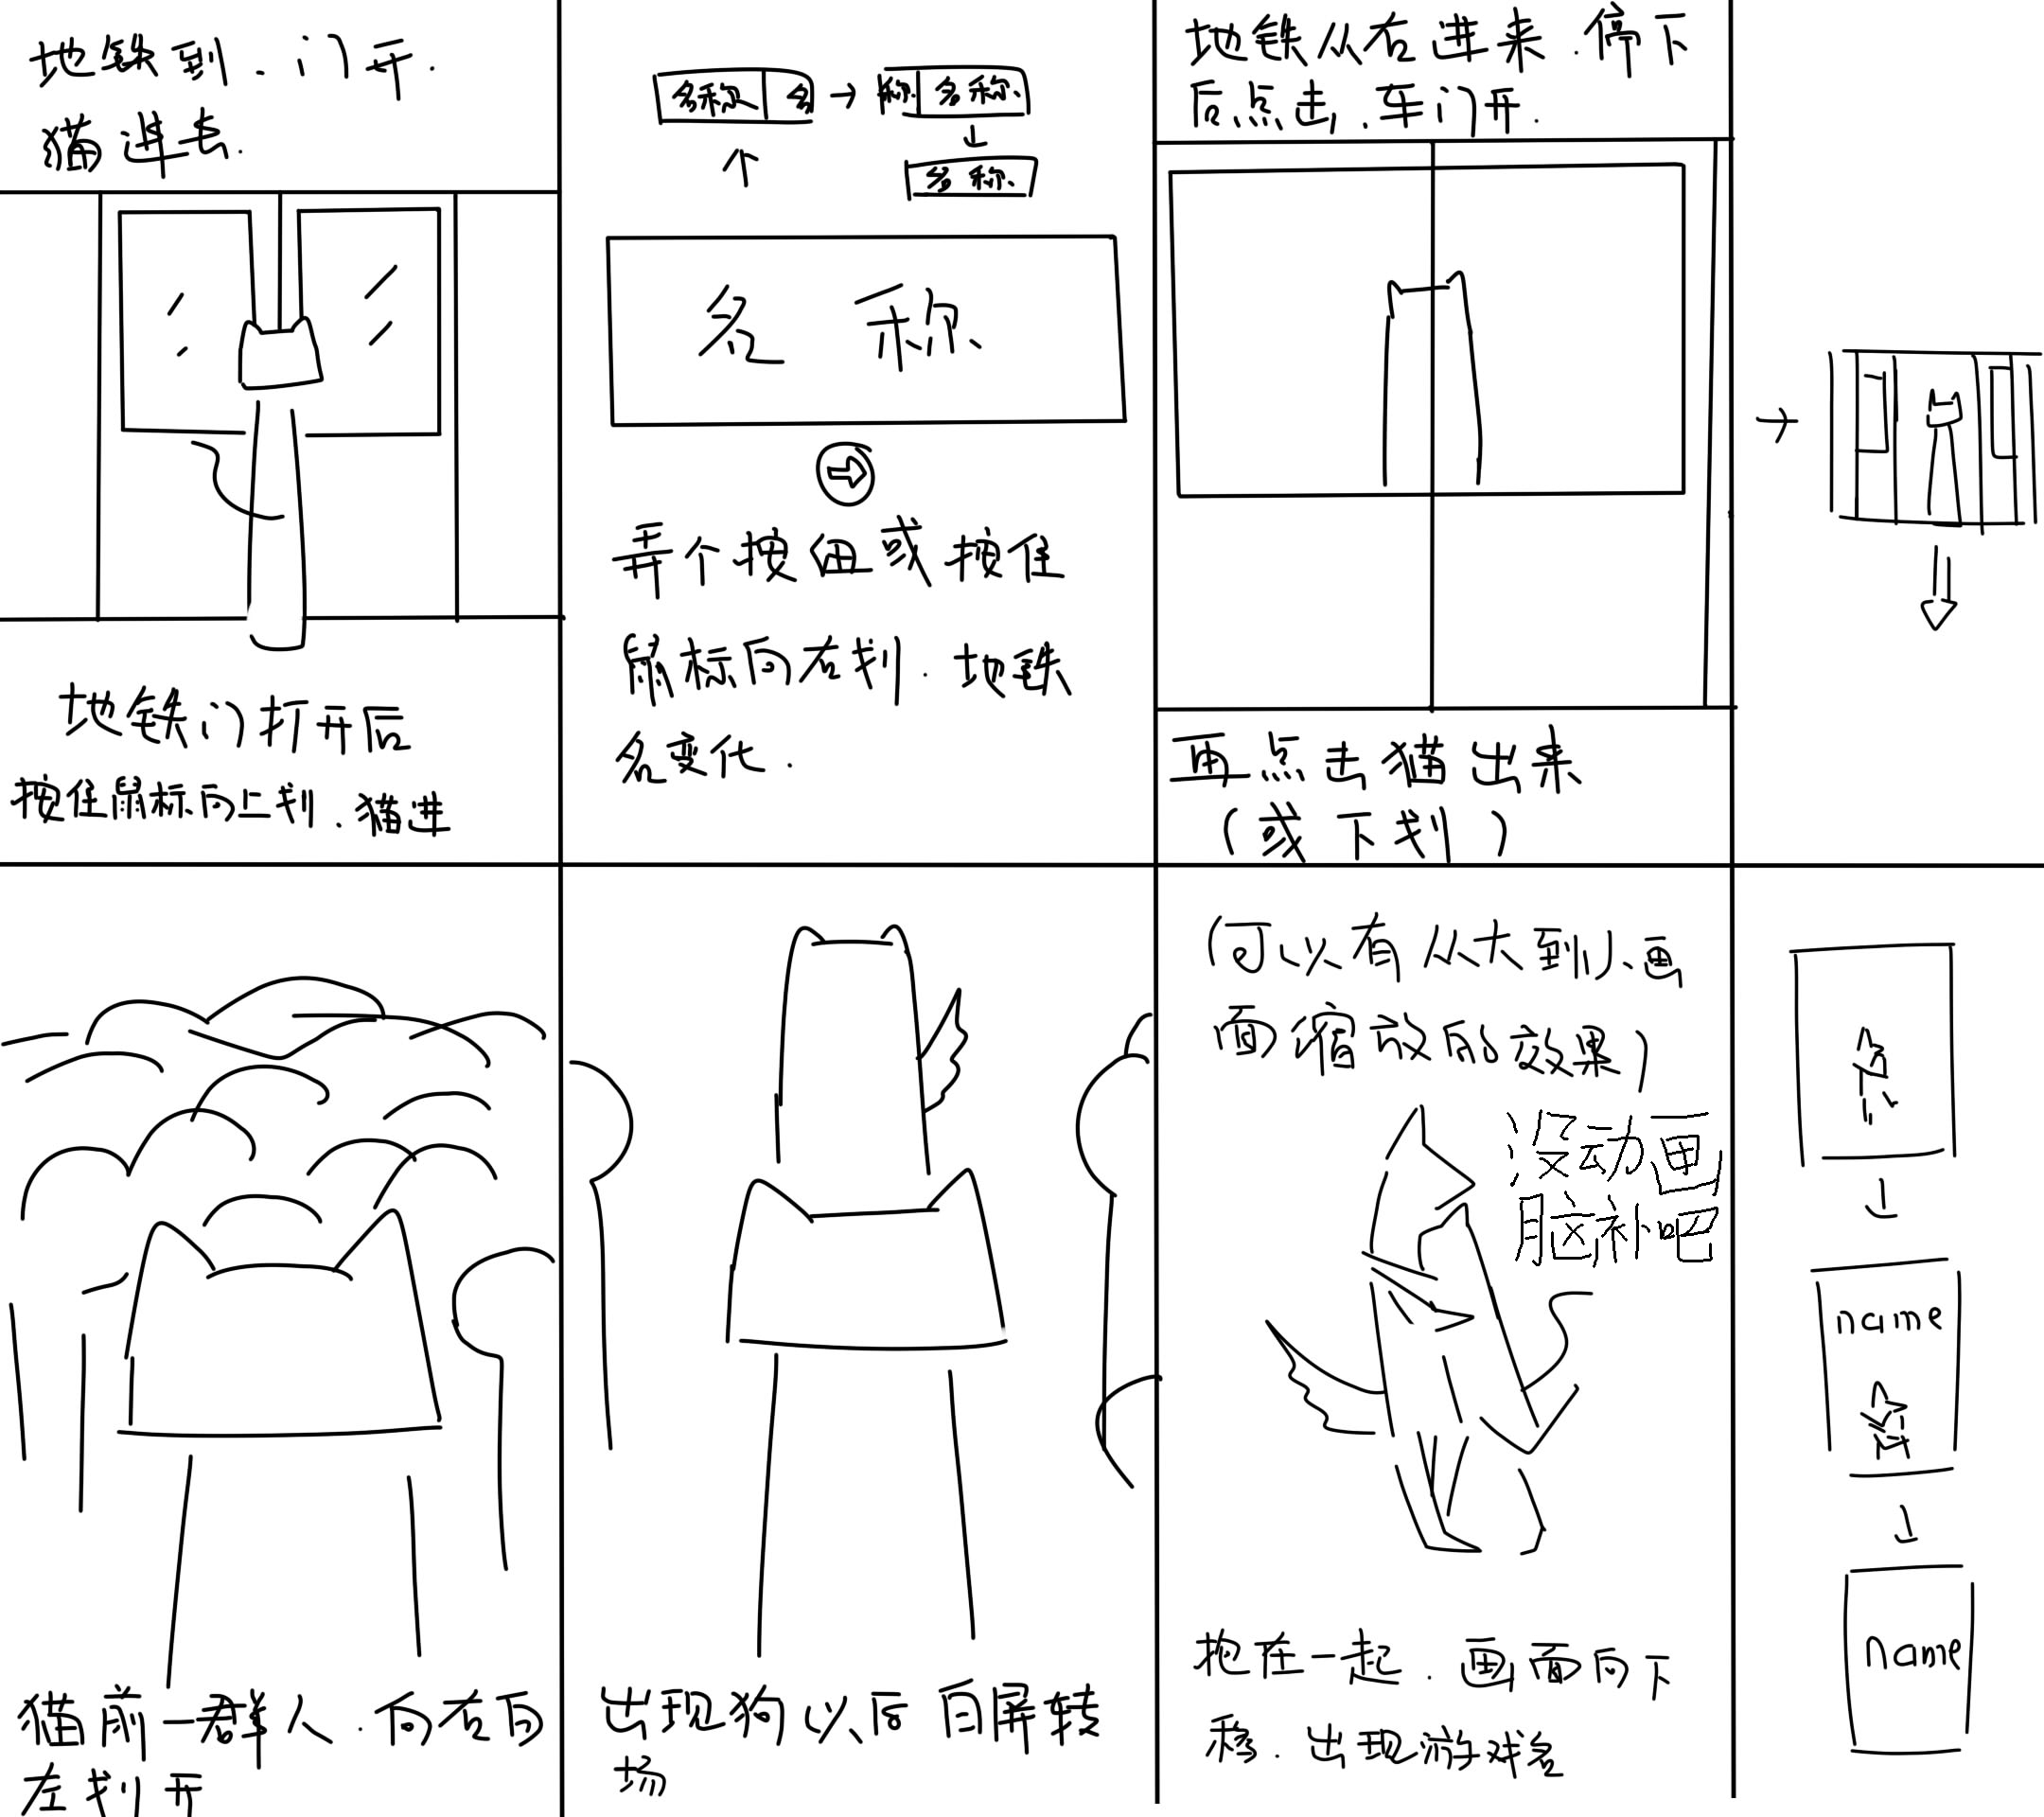 地铁到，门开.
猫进去.
地铁门打开后
按住鼠标向上划.猫进
名称 名
称 名称
名称
名 称
弄个按钮或按住
鼠标向左划.地铁
名变化.
地铁从右进来.停下
后点击,车门开.
再点击猫出来
(或下划)
猫前一群人.向右向
左划开
出现狗以后 白屏转
场
(可以有从大到小画
面缩放的效果)
没动画
脑补吧
抱在一起.画面向下
移.出现游戏名
name
name